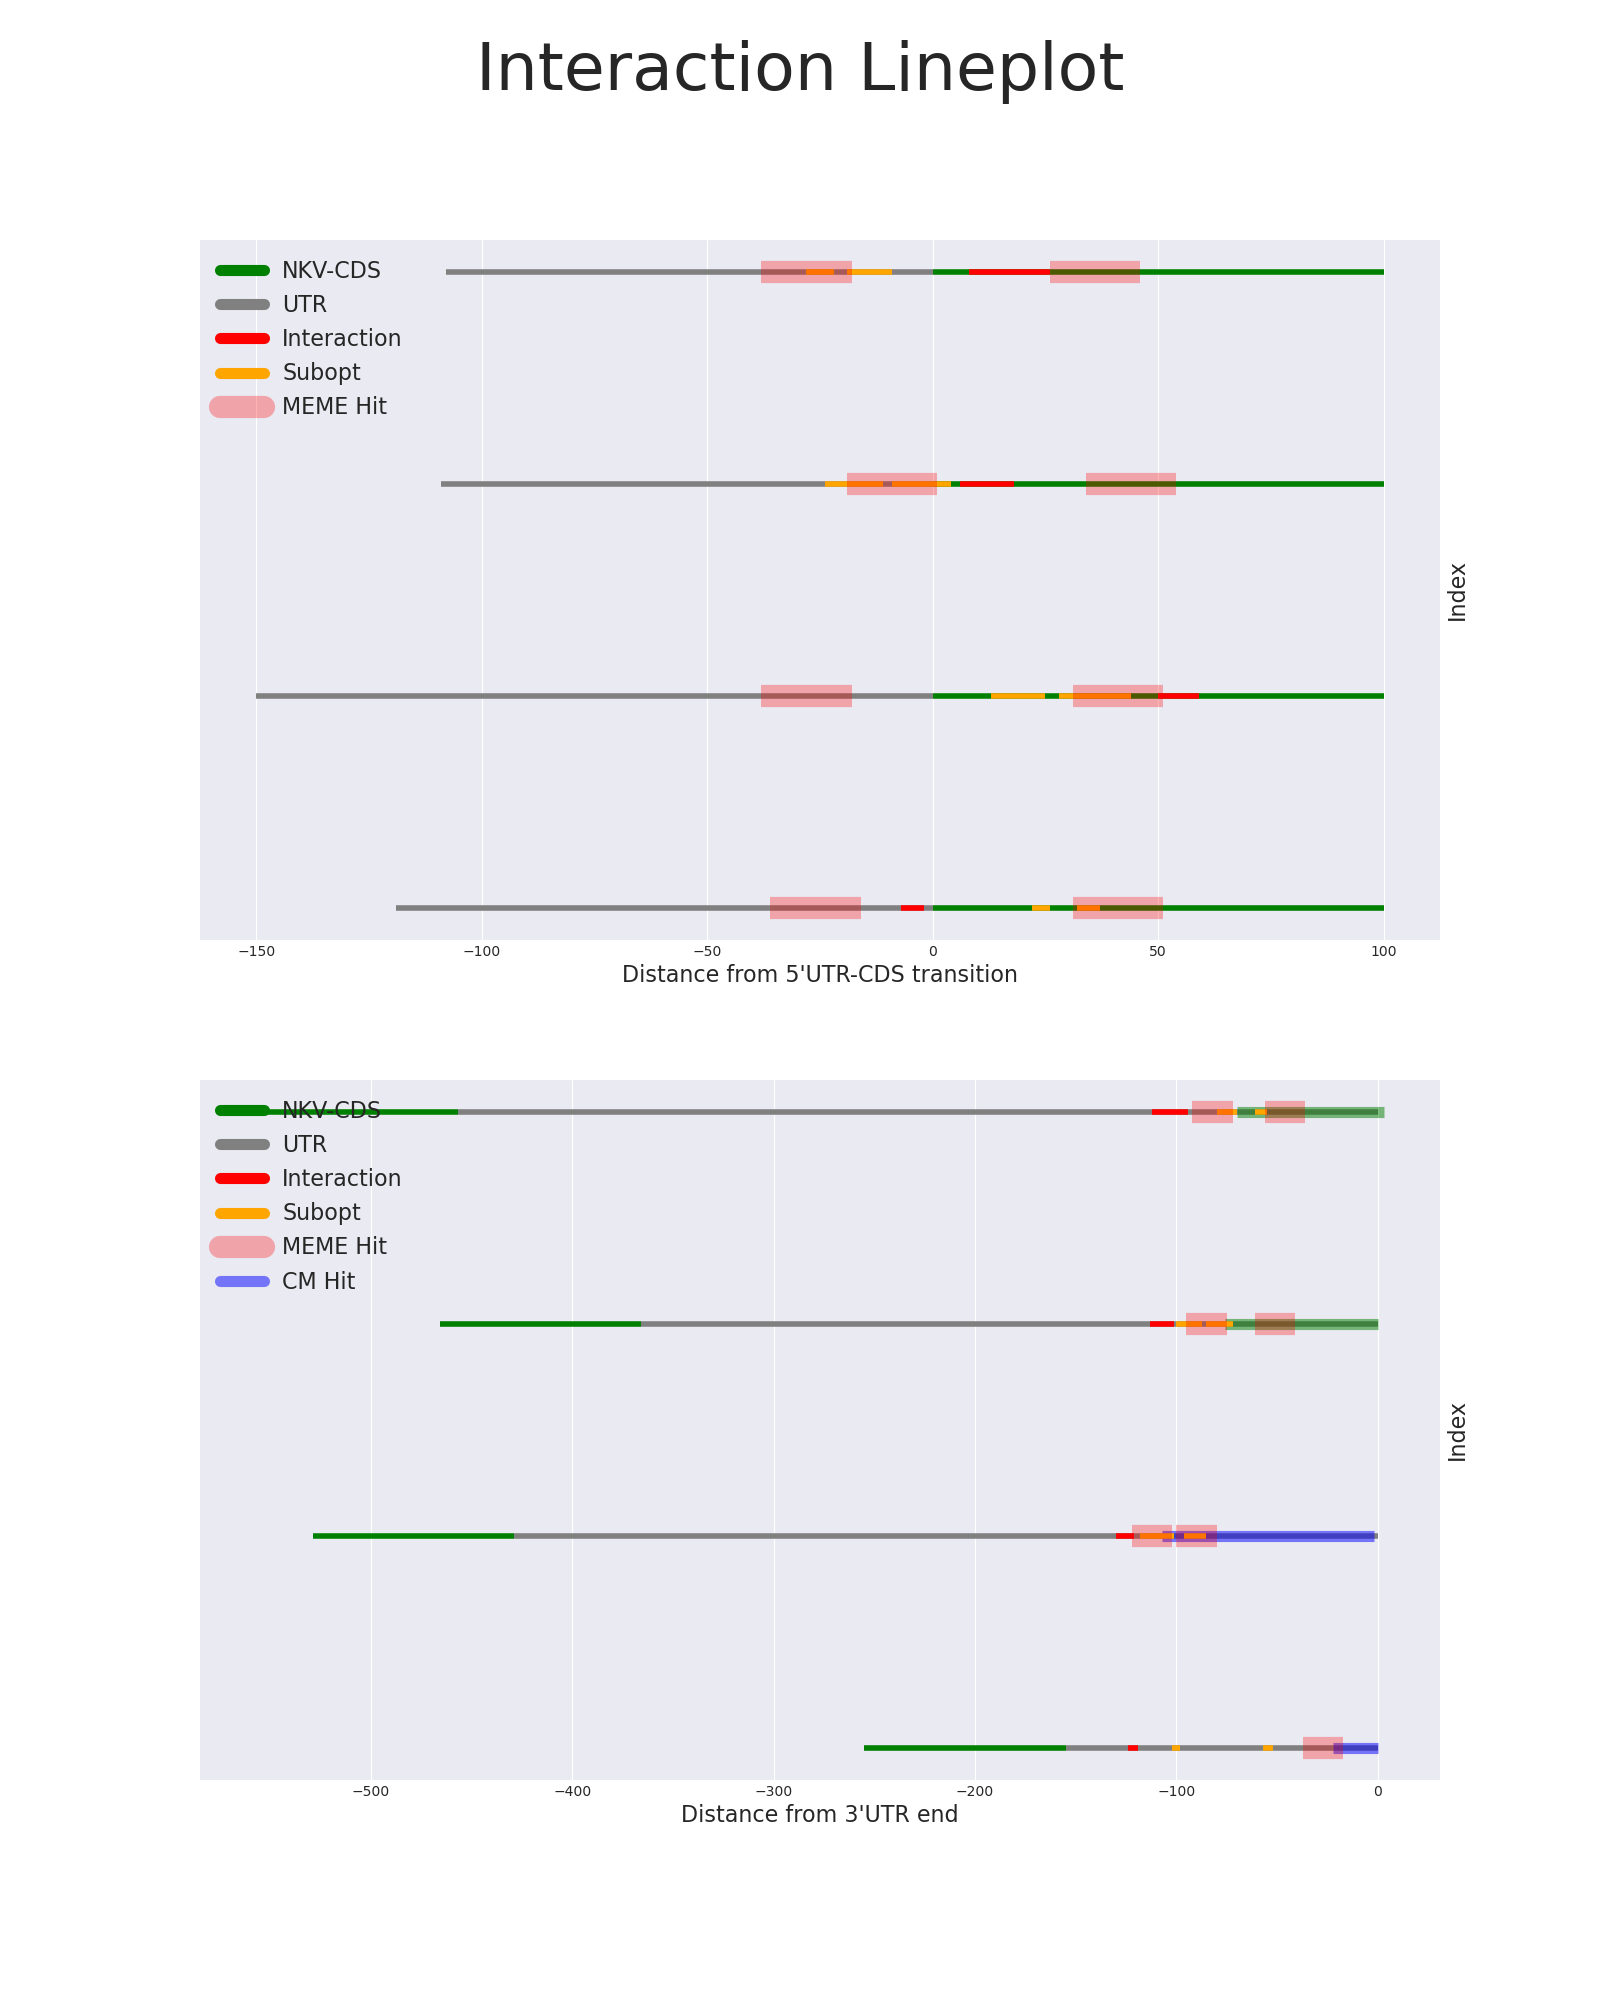 Interaction Lineplot
NKV-CDS
UTR
Interaction
Subopt
MEME Hit
Index
−150 −100 −50 0 50 100
Distance from 5'UTR-CDS transition
NKV-CDS
UTR
Interaction
Subopt
MEME Hit
CM Hit
Index
−500 −400 −300 −200 −100 0
Distance from 3'UTR end